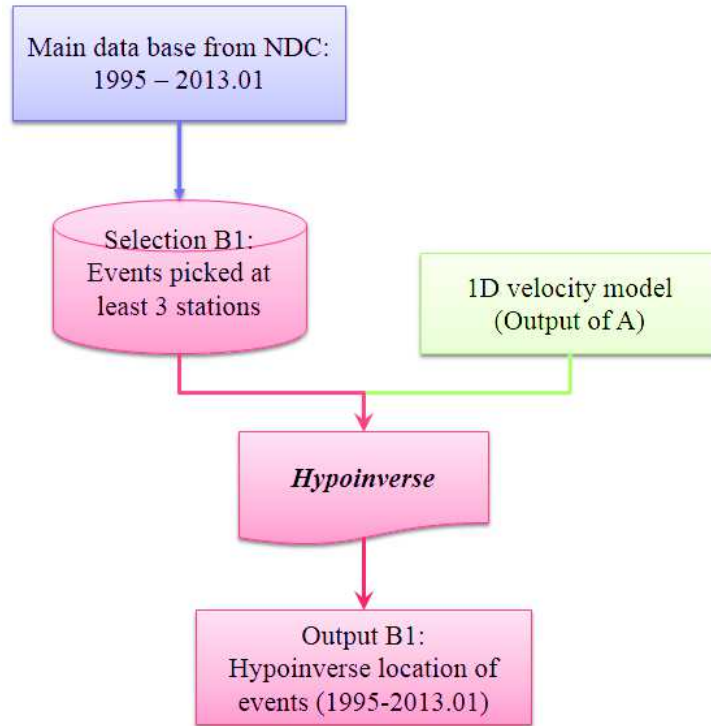 Main data base from NDC:
1995 – 2013.01
Selection B1:
Events picked at
least 3 stations
1D velocity model
(Output of A)
Hypoinverse
Output B1:
Hypoinverse location of
events (1995-2013.01)